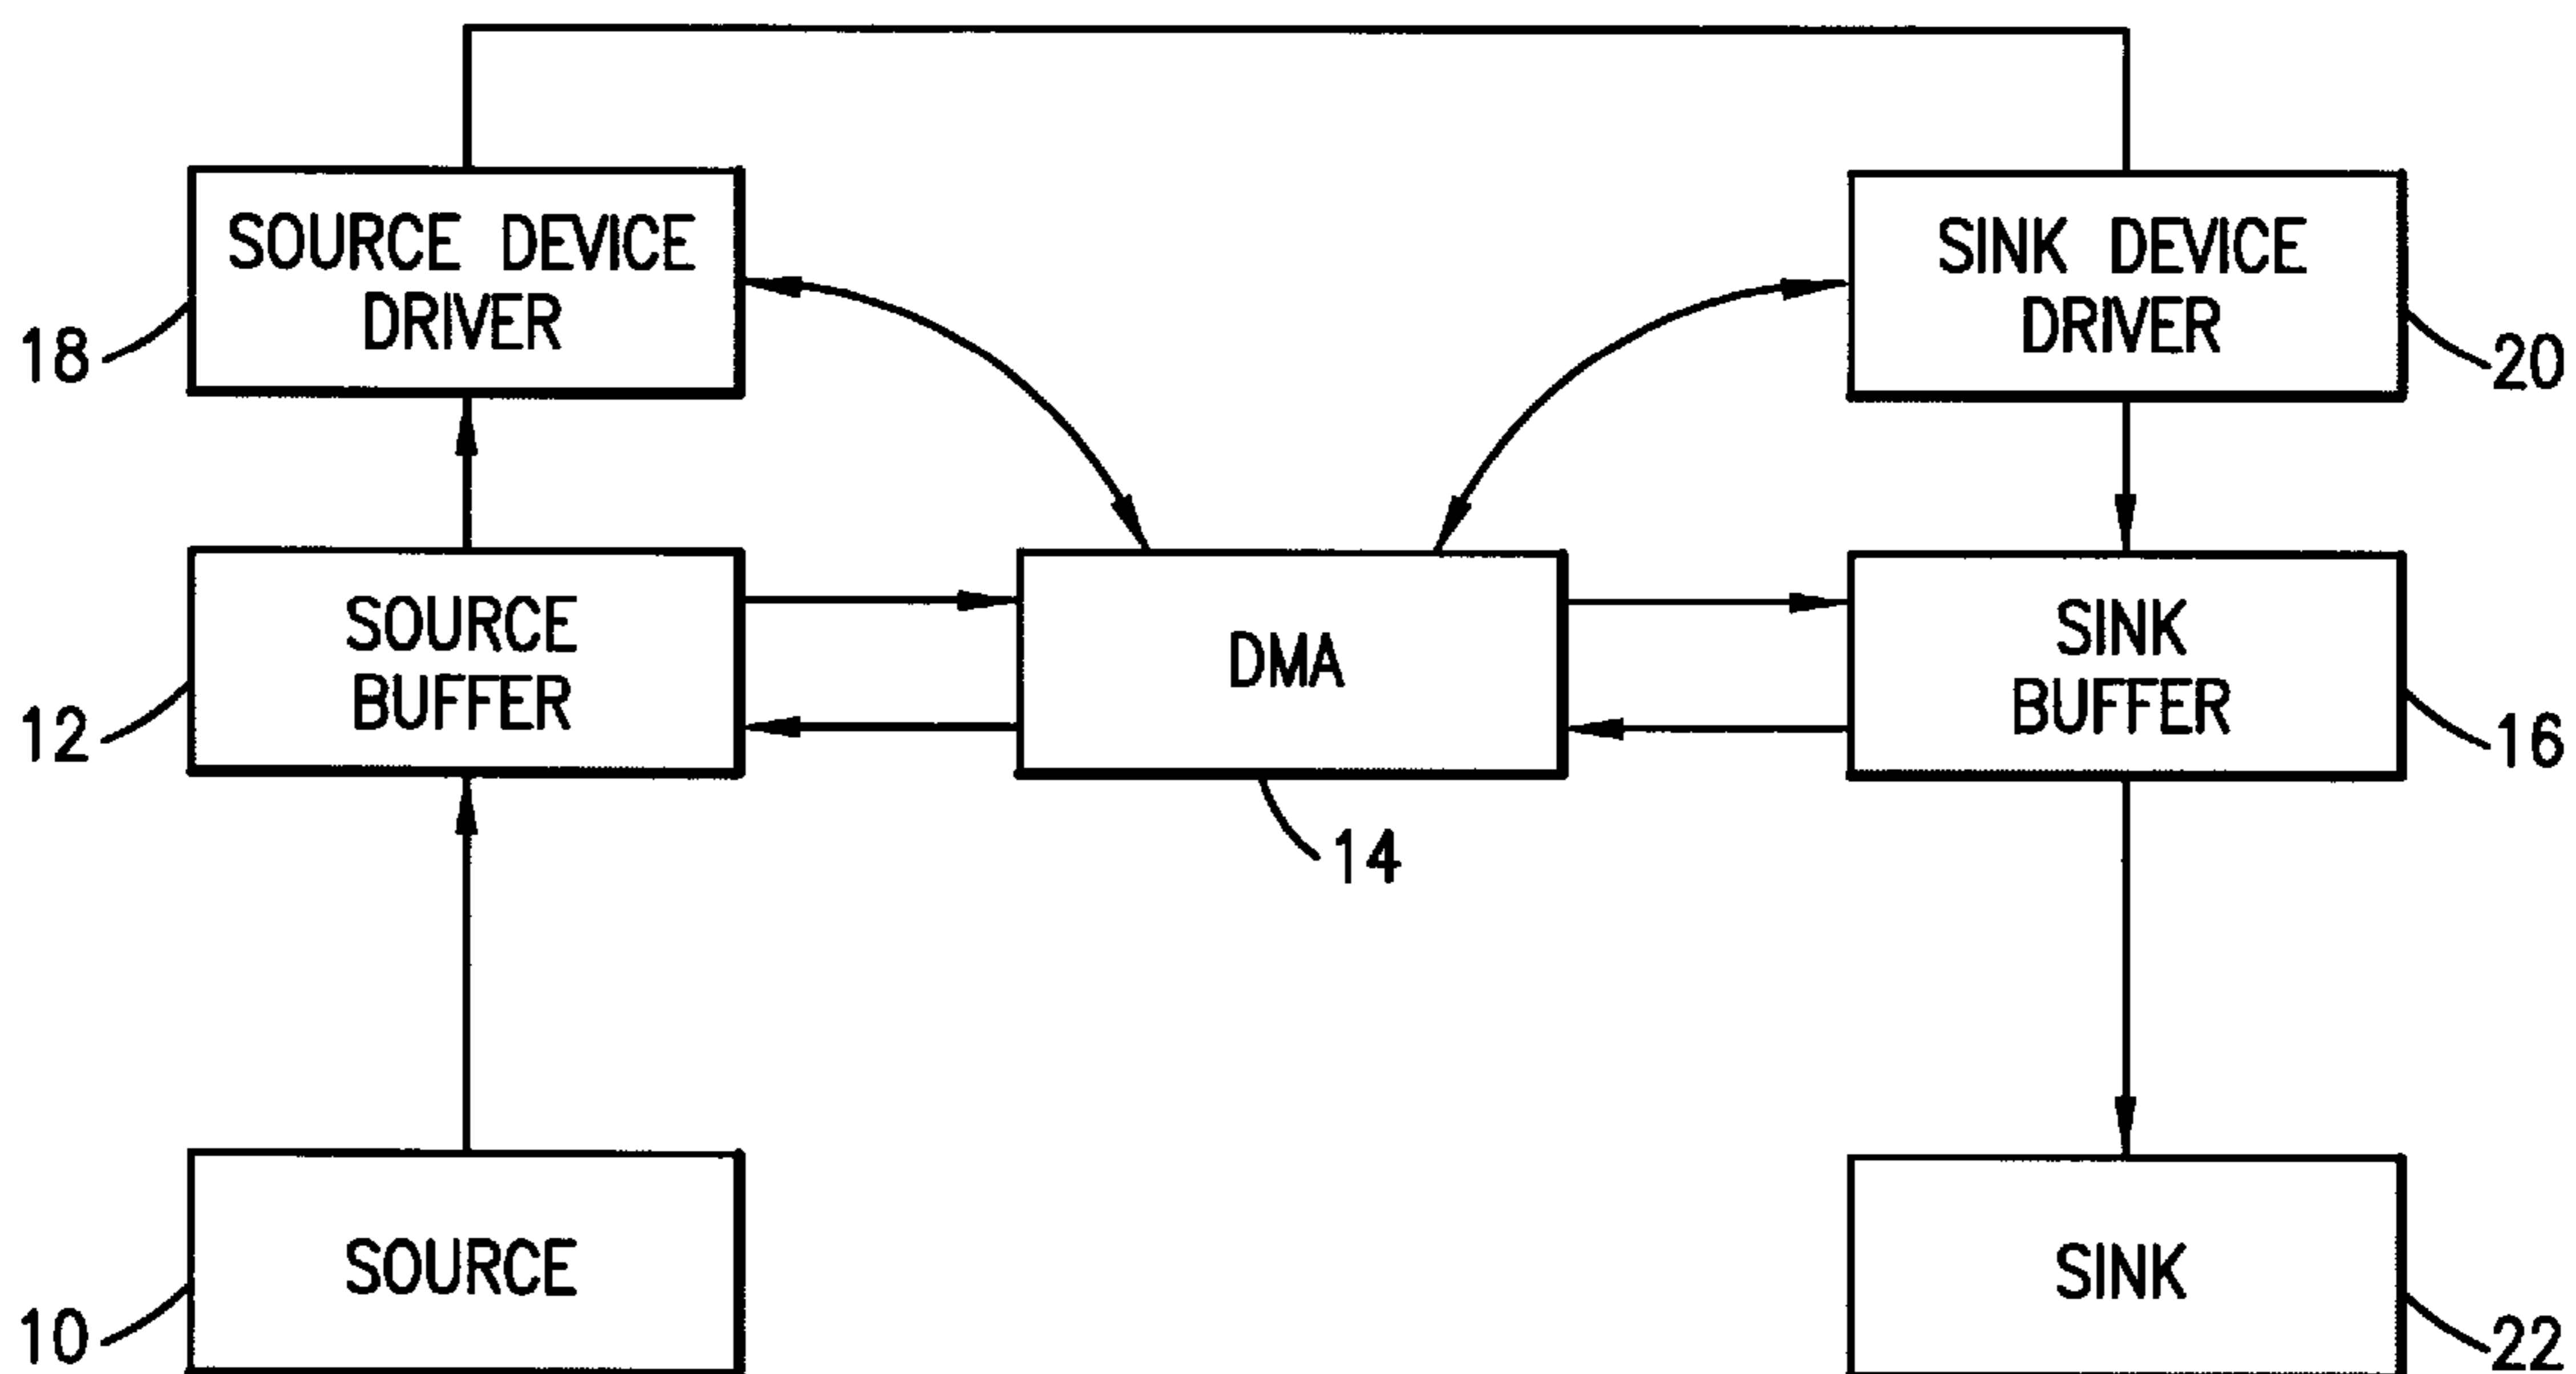 SOURCE DEVICE
DRIVER
18
SINK DEVICE
DRIVER
20
SOURCE
BUFFER
12
DMA
14
SINK
BUFFER
16
SOURCE
10
SINK
22